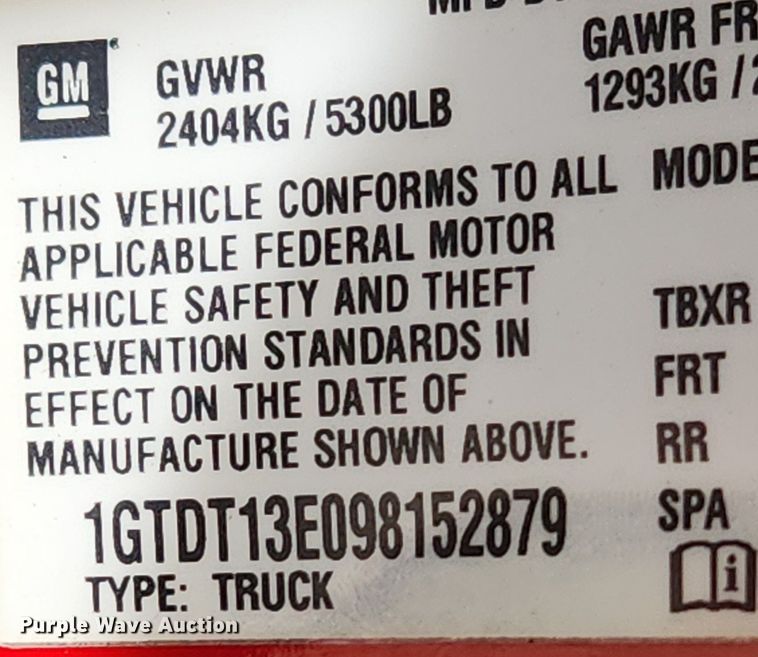 GM
GVWR
2404KG / 5300LB
GAWR FR
1293KG /
THIS VEHICLE CONFORMS TO ALL
APPLICABLE FEDERAL MOTOR
VEHICLE SAFETY AND THEFT
PREVENTION STANDARDS IN
EFFECT ON THE DATE OF
MANUFACTURE SHOWN ABOVE.
1GTDT13E098152879
TYPE: TRUCK
MODE
TBXR
FRT
RR
SPA
i
Purple Wave Auction